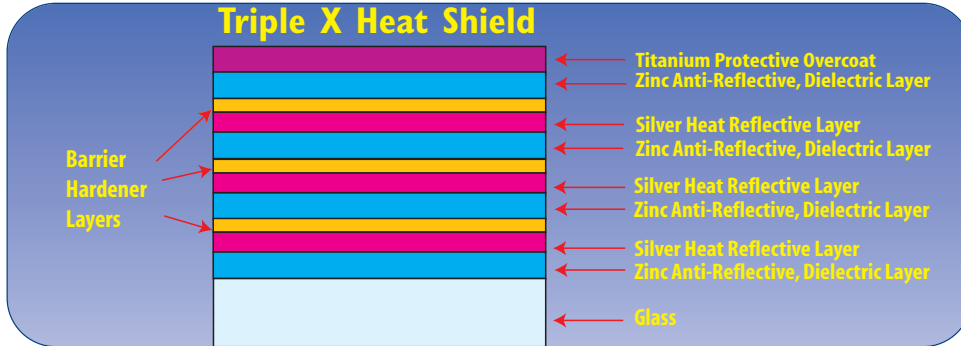 Triple X Heat Shield
Titanium Protective Overcoat
Zinc Anti-Reflective, Dielectric Layer
Silver Heat Reflective Layer
Zinc Anti-Reflective, Dielectric Layer
Barrier
Hardener
Layers
Silver Heat Reflective Layer
Zinc Anti-Reflective, Dielectric Layer
Silver Heat Reflective Layer
Zinc Anti-Reflective, Dielectric Layer
Glass